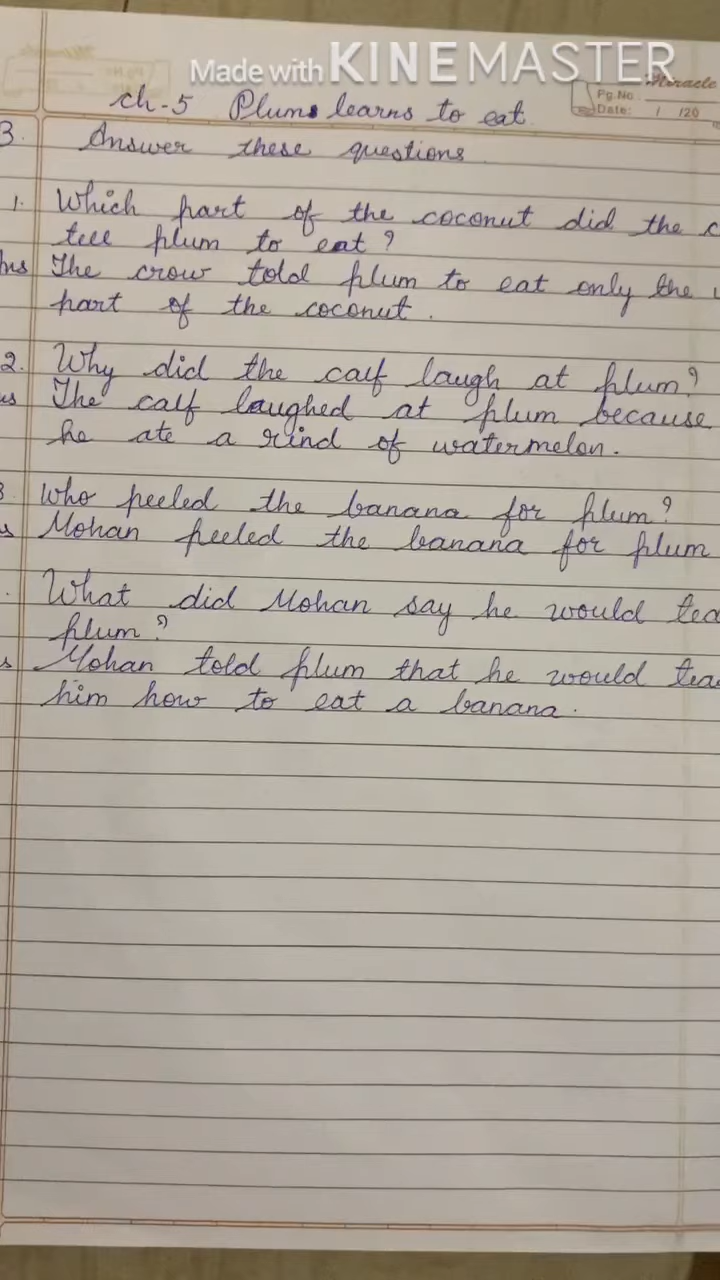 Made with KINEMASTER
Miracle
Pg.No.
Date: / /20
ch-5 Plums learns to eat
3. Answer these questions
1. Which part of the coconut did the
tell plum to eat?
Ans The crow told plum to eat only the
part of the coconut.
2. Why did the calf laugh at plum?
The calf laughed at plum because
he ate a rind of watermelon.
Who peeled the banana for plum?
Mohan peeled the banana for plum
What did Mohan say he would
plum?
Mohan told plum that he would
him how to eat a banana.